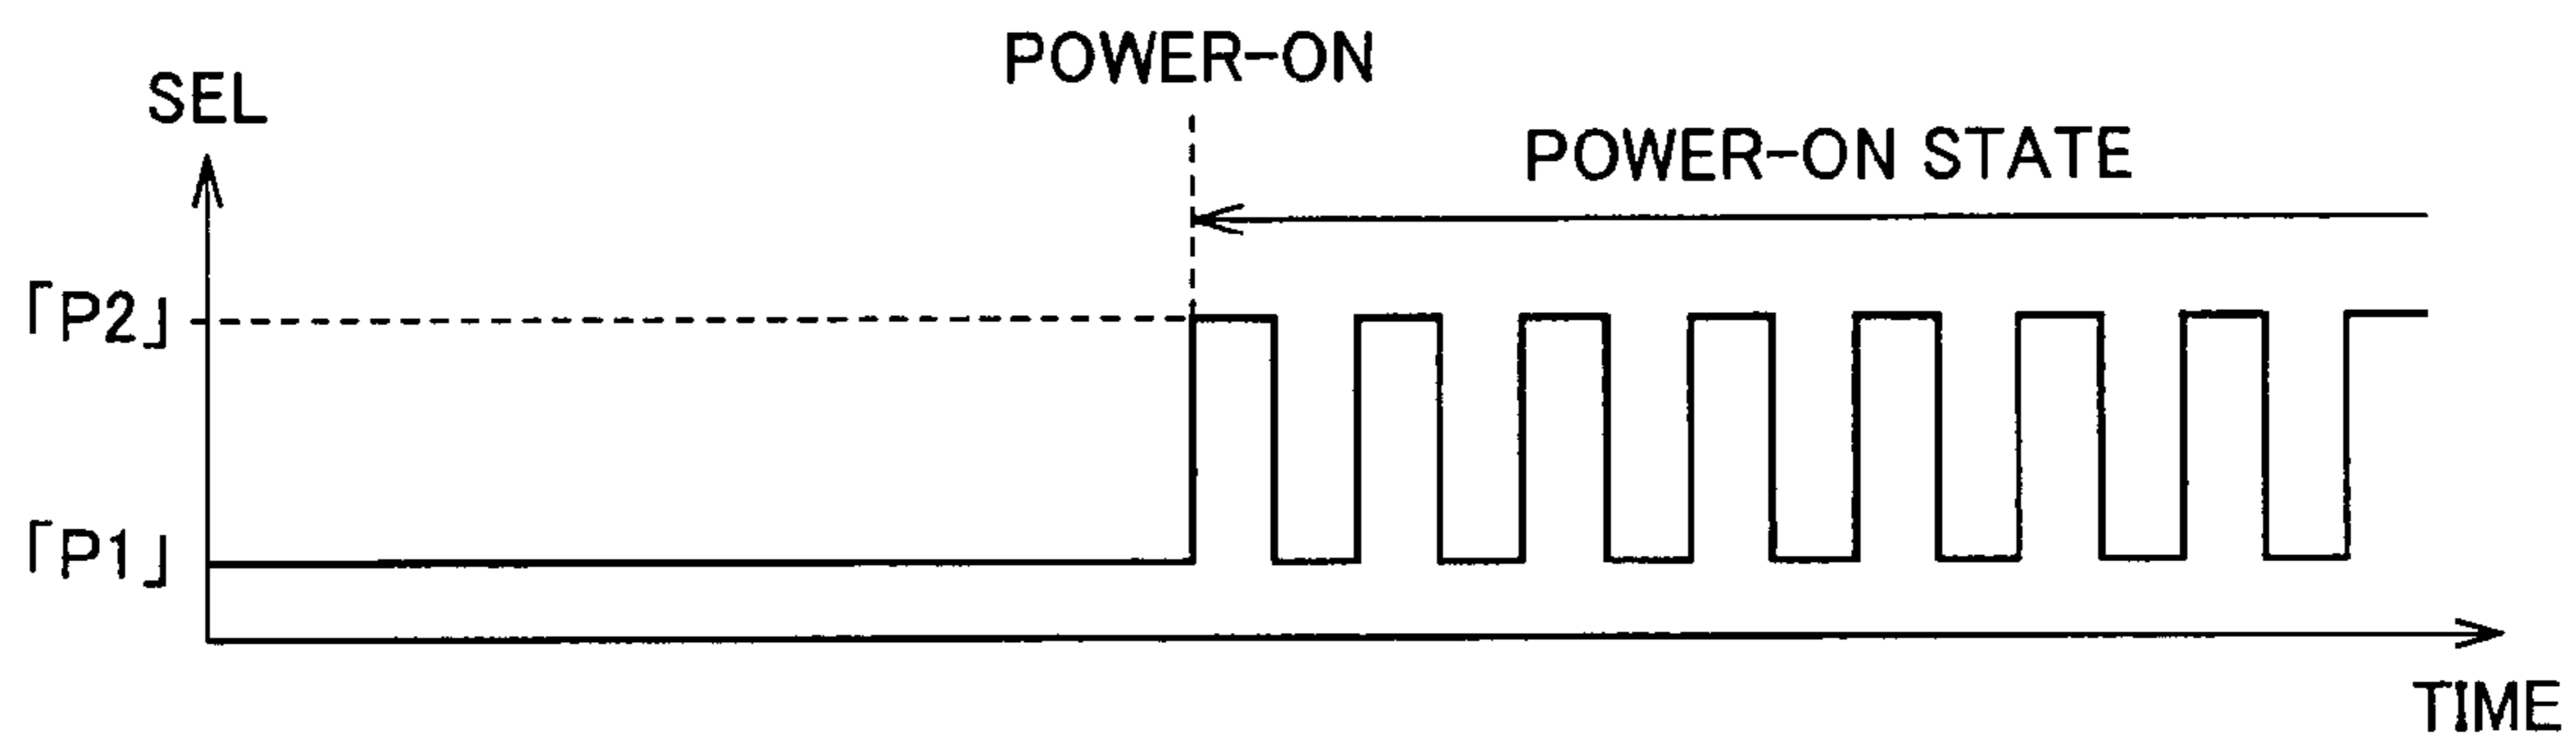 POWER-ON
SEL
POWER-ON STATE
「P2」
「P1」
TIME